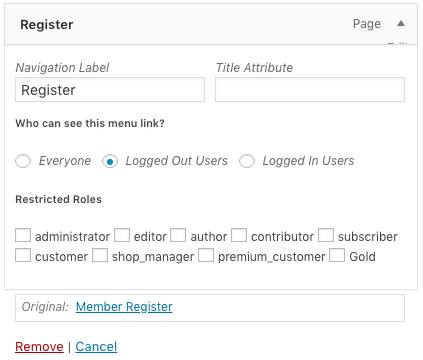 Register Page
Navigation Label Title Attribute
Register
Who can see this menu link?
Everyone Logged Out Users Logged In Users
Restricted Roles
administrator editor author contributor subscriber
customer shop_manager premium_customer Gold
Original: Member Register
Remove | Cancel